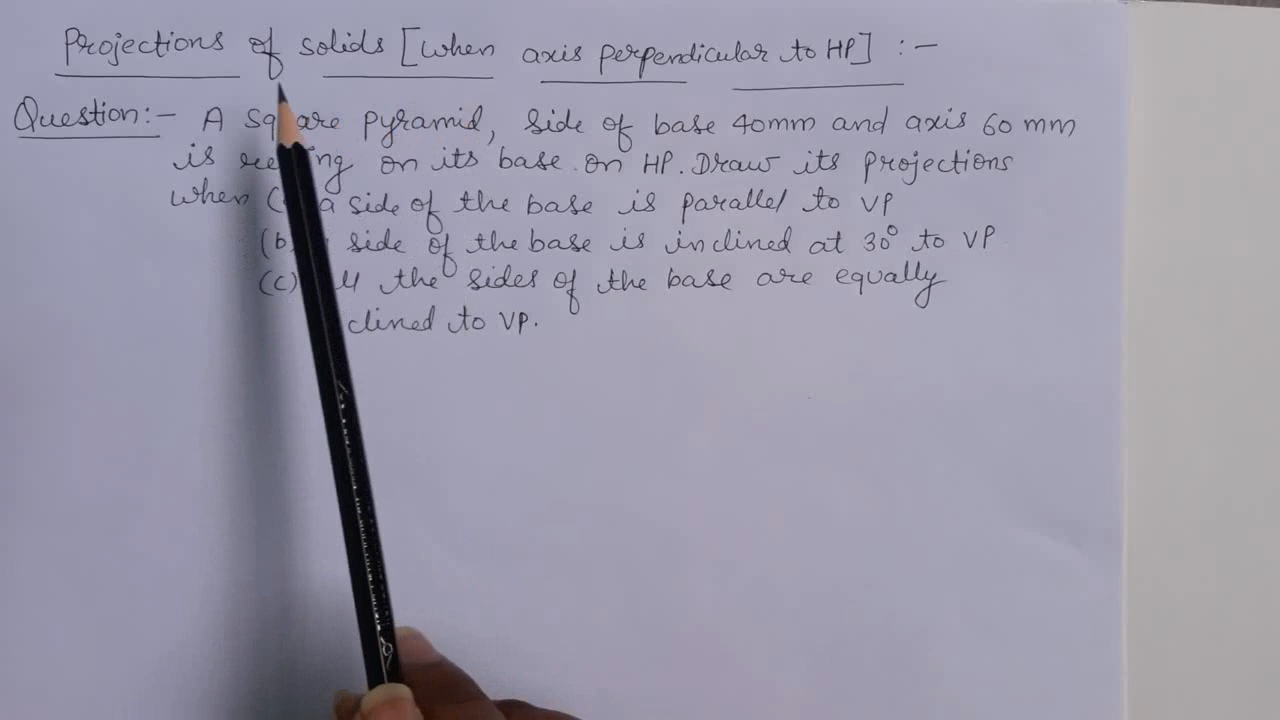 Projections of solids [when axis perpendicular to HP] :-
Question:- A square pyramid, side of base 40mm and axis 60 mm
is resting on its base on HP. Draw its projections
when a side of the base is parallel to VP
(b) side of the base is inclined at 30° to VP
(c) the sides of the base are equally
to VP.